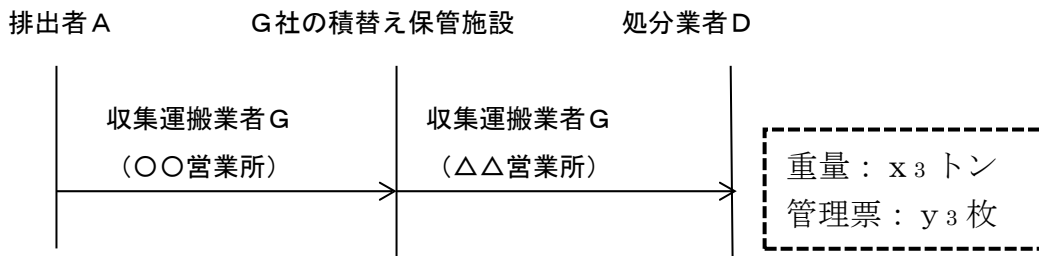 排出者A　G社の積替え保管施設　処分業者D
収集運搬業者G　収集運搬業者G
（○○営業所）　（△△営業所）
重量：x₃トン
管理票：y₃枚